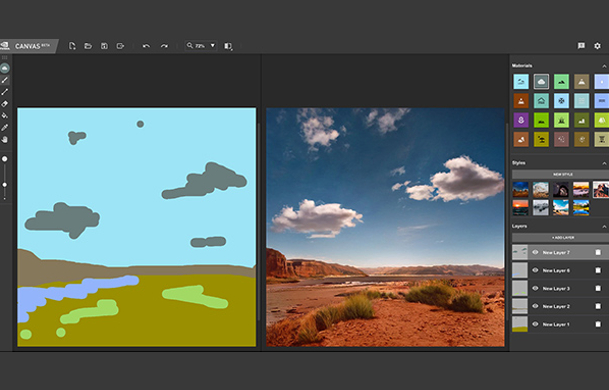 NVIDIA
CANVAS BETA
72%
Materials
Styles
NEW STYLE
Layers
+ ADD LAYER
New Layer 7
New Layer 6
New Layer 3
New Layer 2
New Layer 1